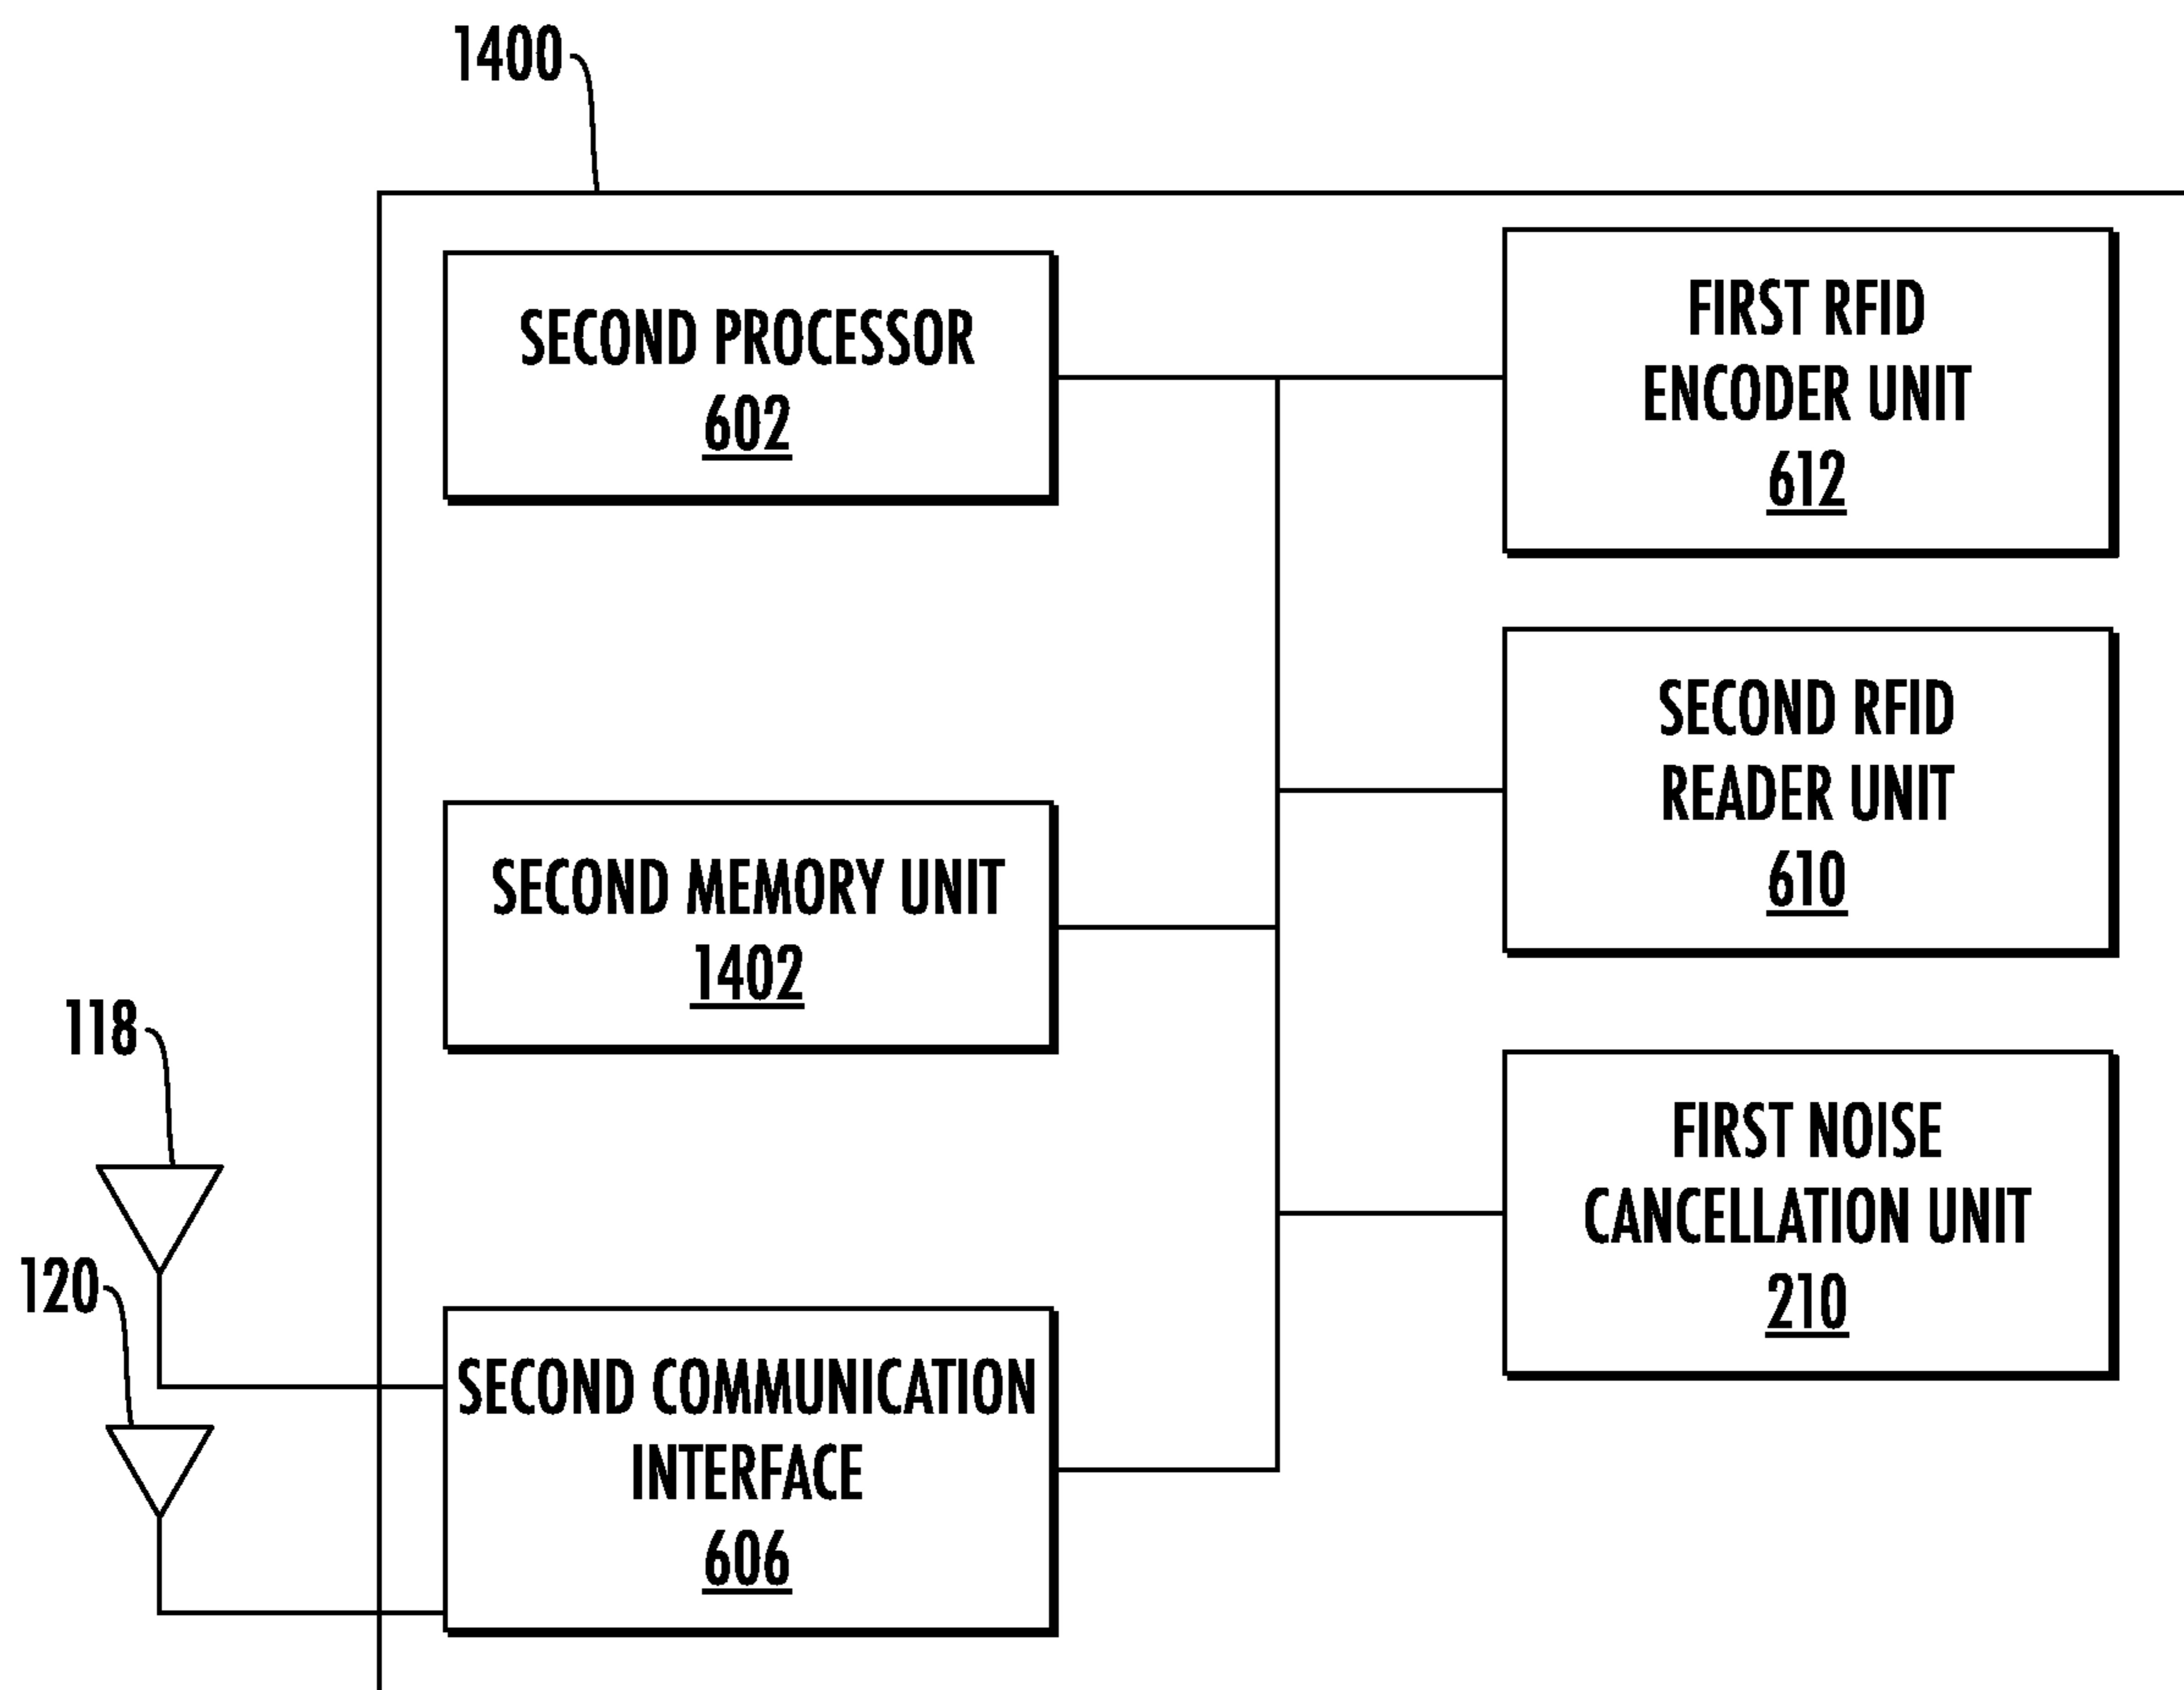 1400
SECOND PROCESSOR
602
FIRST RFID
ENCODER UNIT
612
SECOND RFID
READER UNIT
610
SECOND MEMORY UNIT
1402
118
FIRST NOISE
CANCELLATION UNIT
210
120
SECOND COMMUNICATION
INTERFACE
606